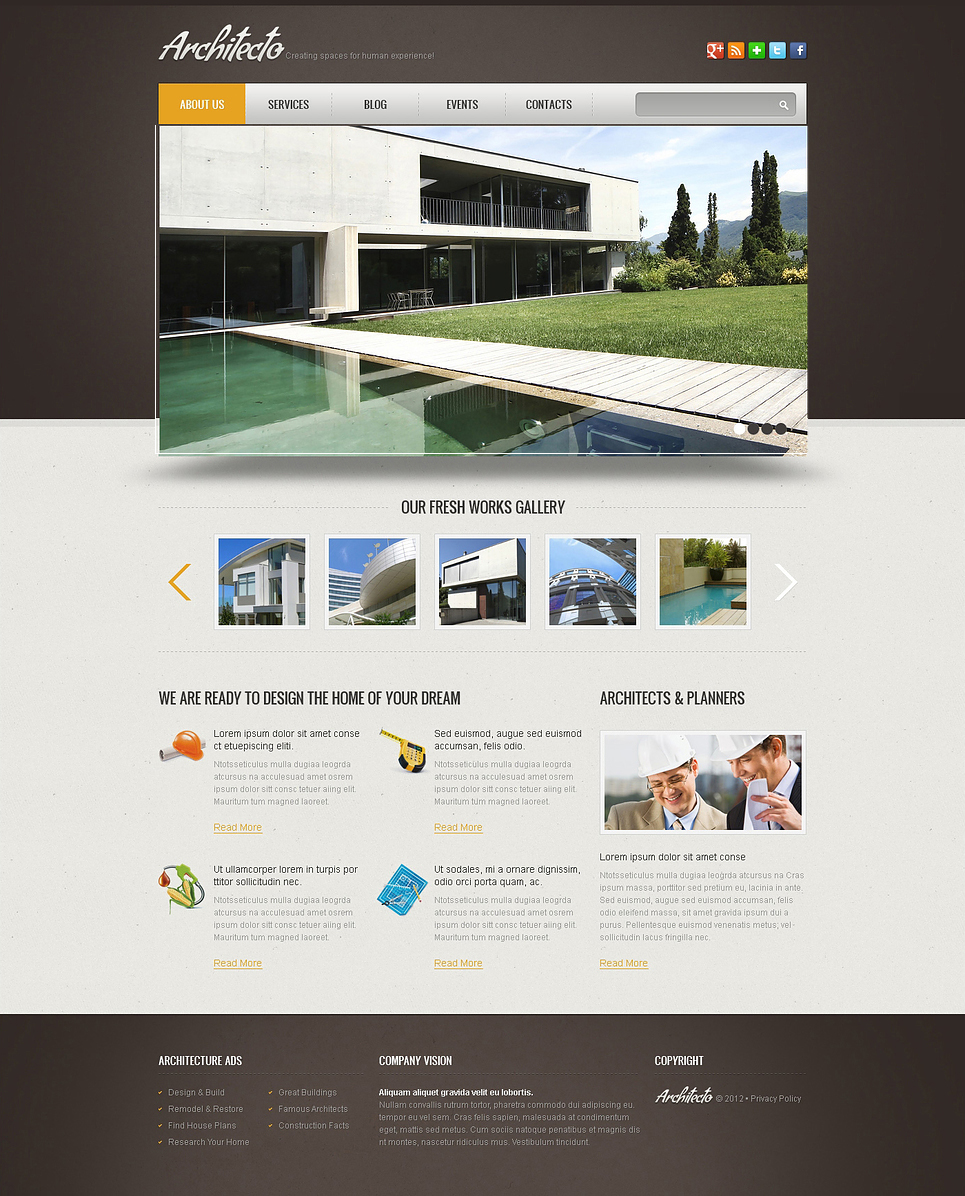 Architecto Creating spaces for human experience!
ABOUT US SERVICES BLOG EVENTS CONTACTS
OUR FRESH WORKS GALLERY
WE ARE READY TO DESIGN THE HOME OF YOUR DREAM
Lorem ipsum dolor sit amet conse
ct etuepiscing eliti.
Ntotsseticulus mulla dugiaa leogrda
atcursus na acculesuad amet osrem
ipsum dolor sitt consc tetuer aiing elit.
Mauritum tum magned laoreet.
Read More
Sed euismod, augue sed euismod
accumsan, felis odio.
Ntotsseticulus mulla dugiaa leogrda
atcursus na acculesuad amet osrem
ipsum dolor sitt consc tetuer aiing elit.
Mauritum tum magned laoreet.
Read More
Ut ullamcorper lorem in turpis por
ttitor sollicitudin nec.
Ntotsseticulus mulla dugiaa leogrda
atcursus na acculesuad amet osrem
ipsum dolor sitt consc tetuer aiing elit.
Mauritum tum magned laoreet.
Read More
Ut sodales, mi a ornare dignissim,
odio orci porta quam, ac.
Ntotsseticulus mulla dugiaa leogrda
atcursus na acculesuad amet osrem
ipsum dolor sitt consc tetuer aiing elit.
Mauritum tum magned laoreet.
Read More
ARCHITECTS & PLANNERS
Lorem ipsum dolor sit amet conse
Ntotsseticulus mulla dugiaa leogrda atcursus na Cras
ipsum massa, porttitor sed pretium eu, lacinia in ante.
Sed euismod, augue sed euismod accumsan, felis
odio eleifend massa, sit amet gravida ipsum dui a
purus. Pellentesque euismod venenatis metus, vel
sollicitudin lacus fringilla nec.
Read More
ARCHITECTURE ADS
Design & Build
Remodel & Restore
Find House Plans
Research Your Home
Great Buildings
Famous Architects
Construction Facts
COMPANY VISION
Aliquam aliquet gravida velit eu lobortis.
Nullam convallis rutrum tortor, pharetra commodo dui adipiscing eu.
tempor eu vel sem. Cras felis sapien, malesuada at condimentum
eget, mattis sed metus. Cum sociis natoque penatibus et magnis dis
nt montes, nascetur ridiculus mus. Vestibulum tincidunt.
COPYRIGHT
Architecto © 2012 • Privacy Policy